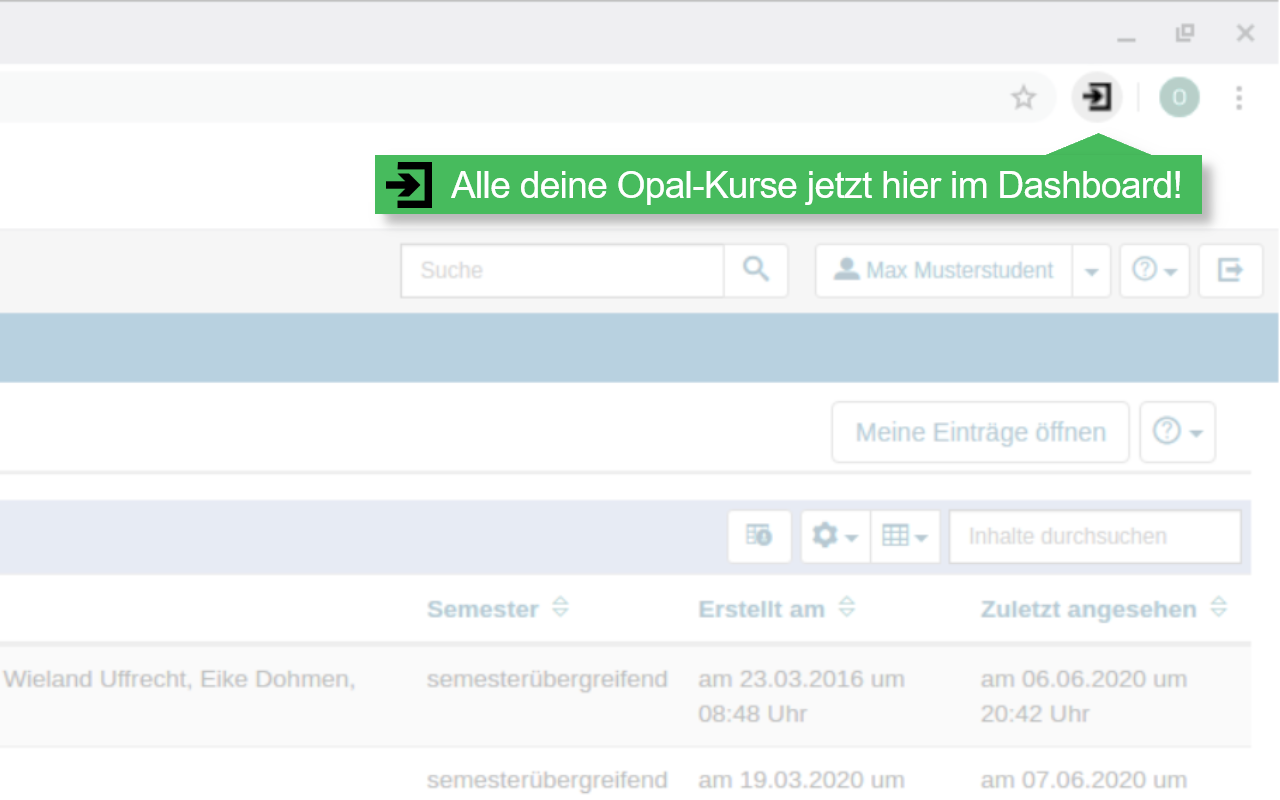 O
Alle deine Opal-Kurse jetzt hier im Dashboard!
Suche
Max Musterstudent
Meine Einträge öffnen
Inhalte durchsuchen
Semester Erstellt am Zuletzt angesehen
Wieland Uffrecht, Eike Dohmen, semesterübergreifend am 23.03.2016 um am 06.06.2020 um
08:48 Uhr 20:42 Uhr
semesterübergreifend am 19.03.2020 um am 07.06.2020 um